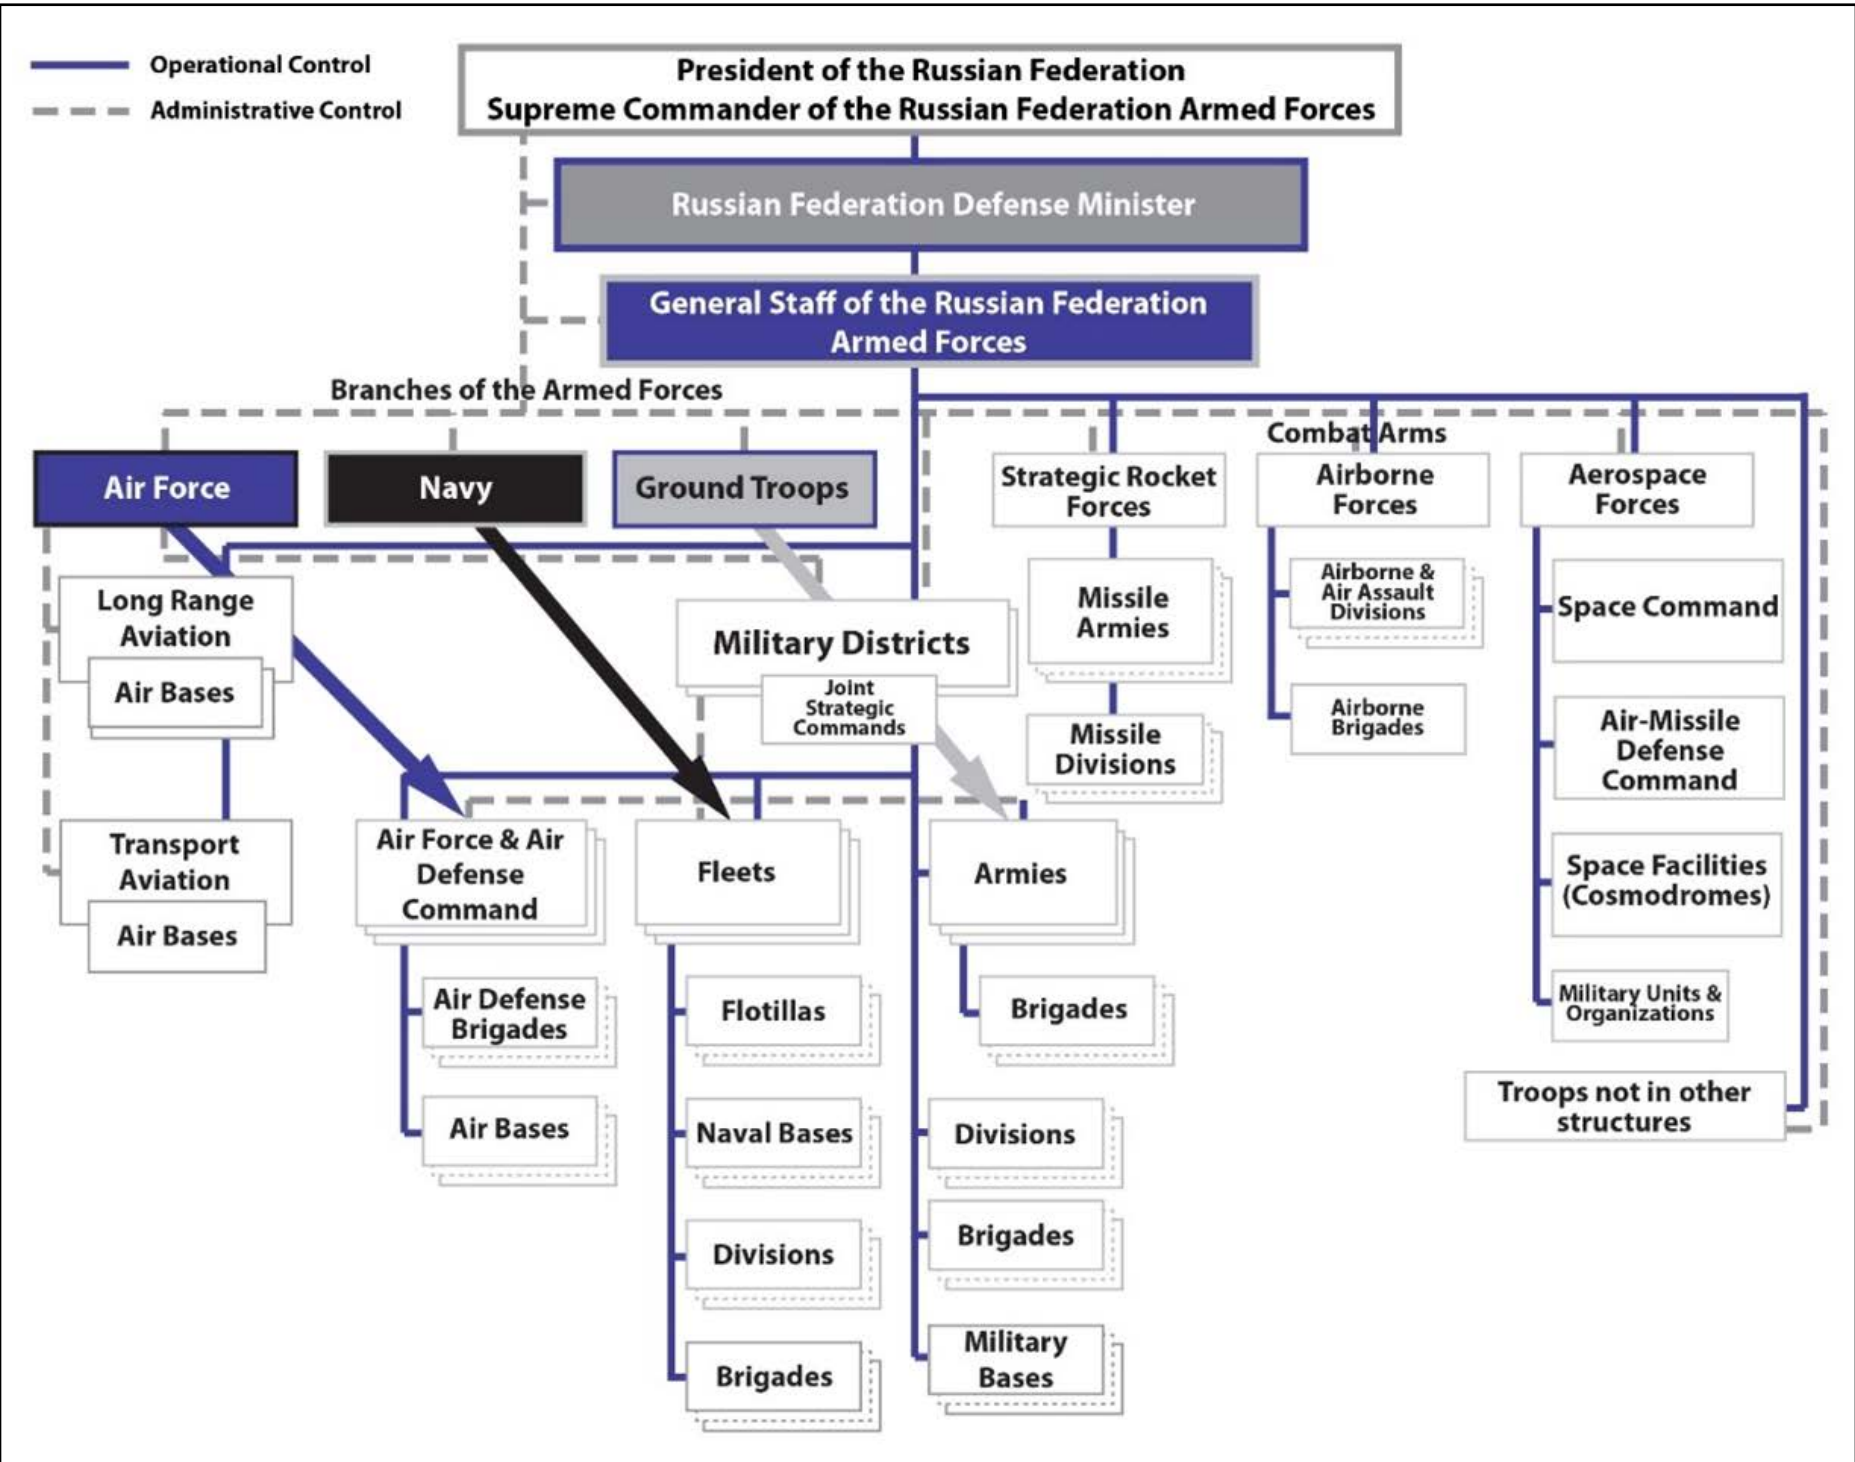 Operational Control
Administrative Control
President of the Russian Federation
Supreme Commander of the Russian Federation Armed Forces
Russian Federation Defense Minister
General Staff of the Russian Federation
Armed Forces
Branches of the Armed Forces
Combat Arms
Air Force
Navy
Ground Troops
Strategic Rocket
Forces
Airborne
Forces
Aerospace
Forces
Long Range
Aviation
Air Bases
Transport
Aviation
Air Bases
Military Districts
Joint
Strategic
Commands
Missile
Armies
Missile
Divisions
Airborne &
Air Assault
Divisions
Airborne
Brigades
Space Command
Air-Missile
Defense
Command
Space Facilities
(Cosmodromes)
Military Units &
Organizations
Troops not in other
structures
Air Force & Air
Defense
Command
Air Defense
Brigades
Air Bases
Fleets
Flotillas
Naval Bases
Divisions
Brigades
Armies
Brigades
Divisions
Brigades
Military
Bases